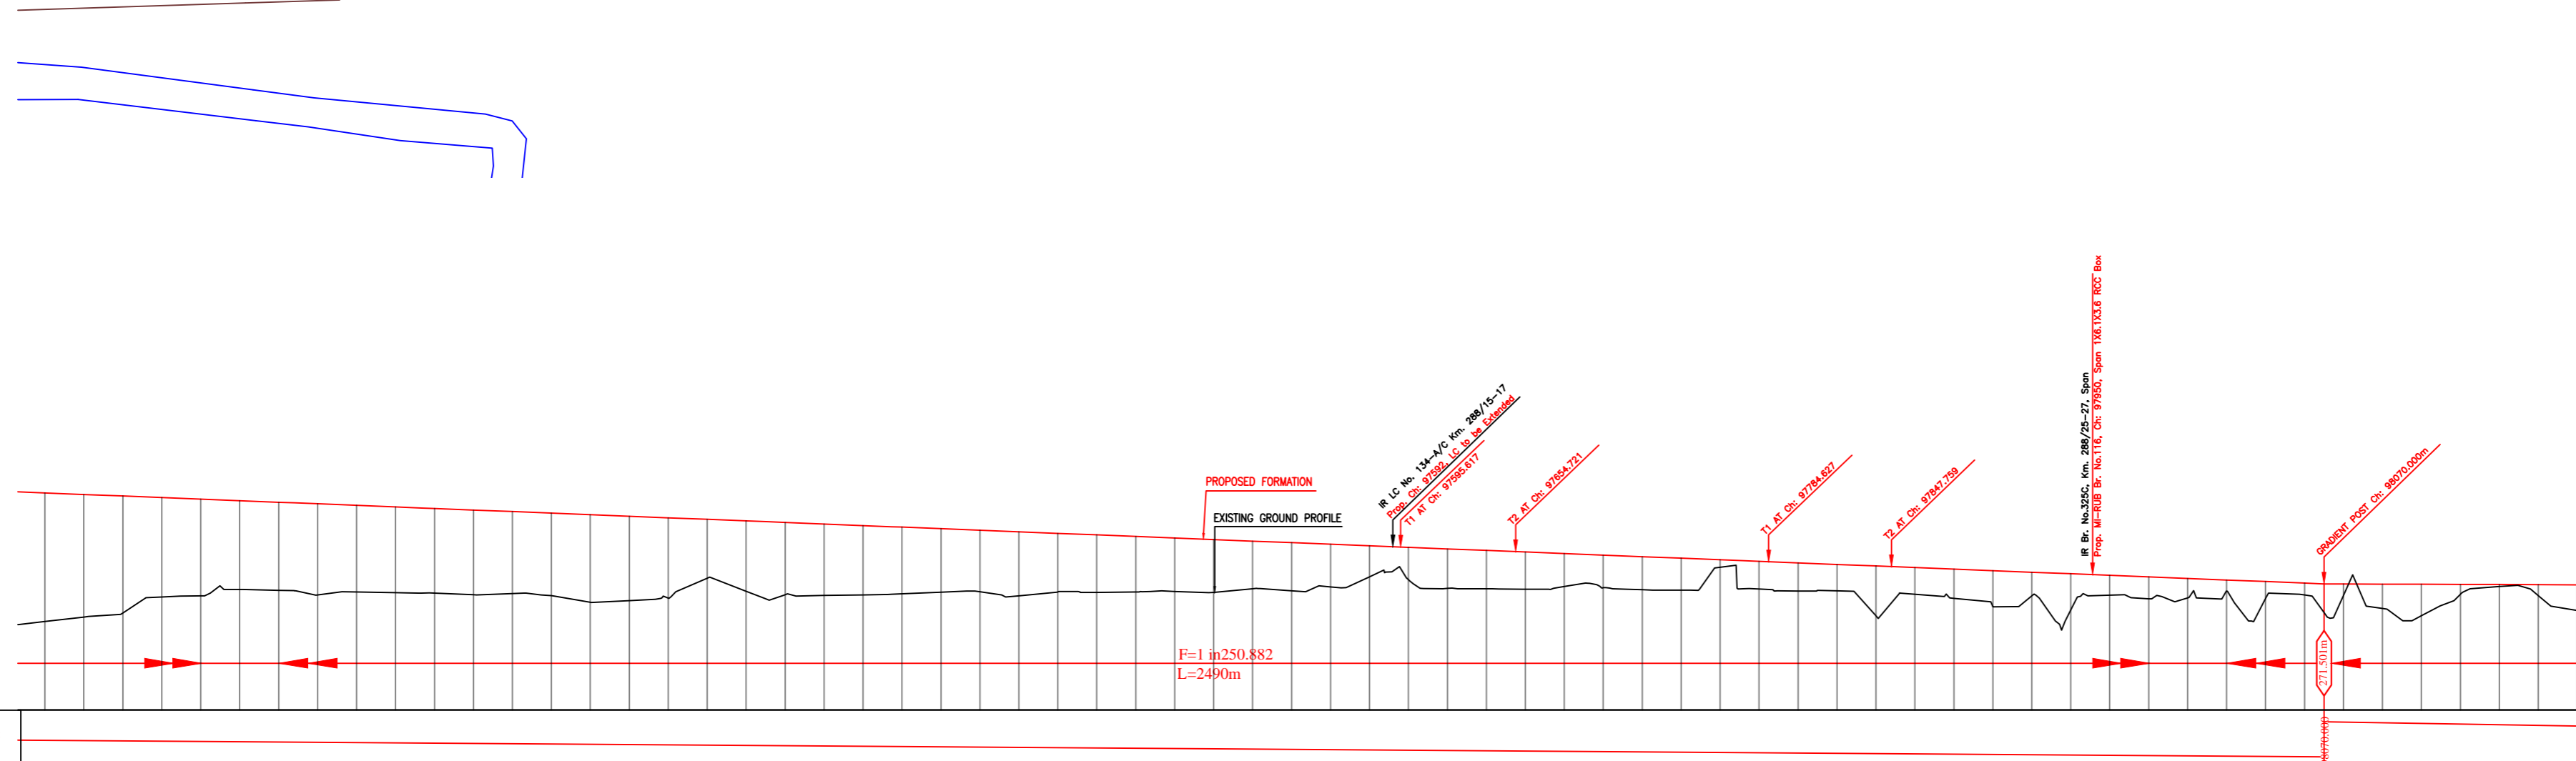 IR LC No. 134-A/C Km. 288/15-17
Prop. Ch: 97592, LC to be Extended
T1 AT Ch: 97595.617
T2 AT Ch: 97654.721
T1 AT Ch: 97784.627
T2 AT Ch: 97847.759
IR Br. No.325C, Km. 288/25-27, Span
Prop. MI-RUB Br. No.116, Ch: 97950, Span 1X6.1X3.6 RCC Box
GRADIENT POST Ch: 98070.000m
PROPOSED FORMATION
EXISTING GROUND PROFILE
F=1 in250.882
L=2490m
271.501m